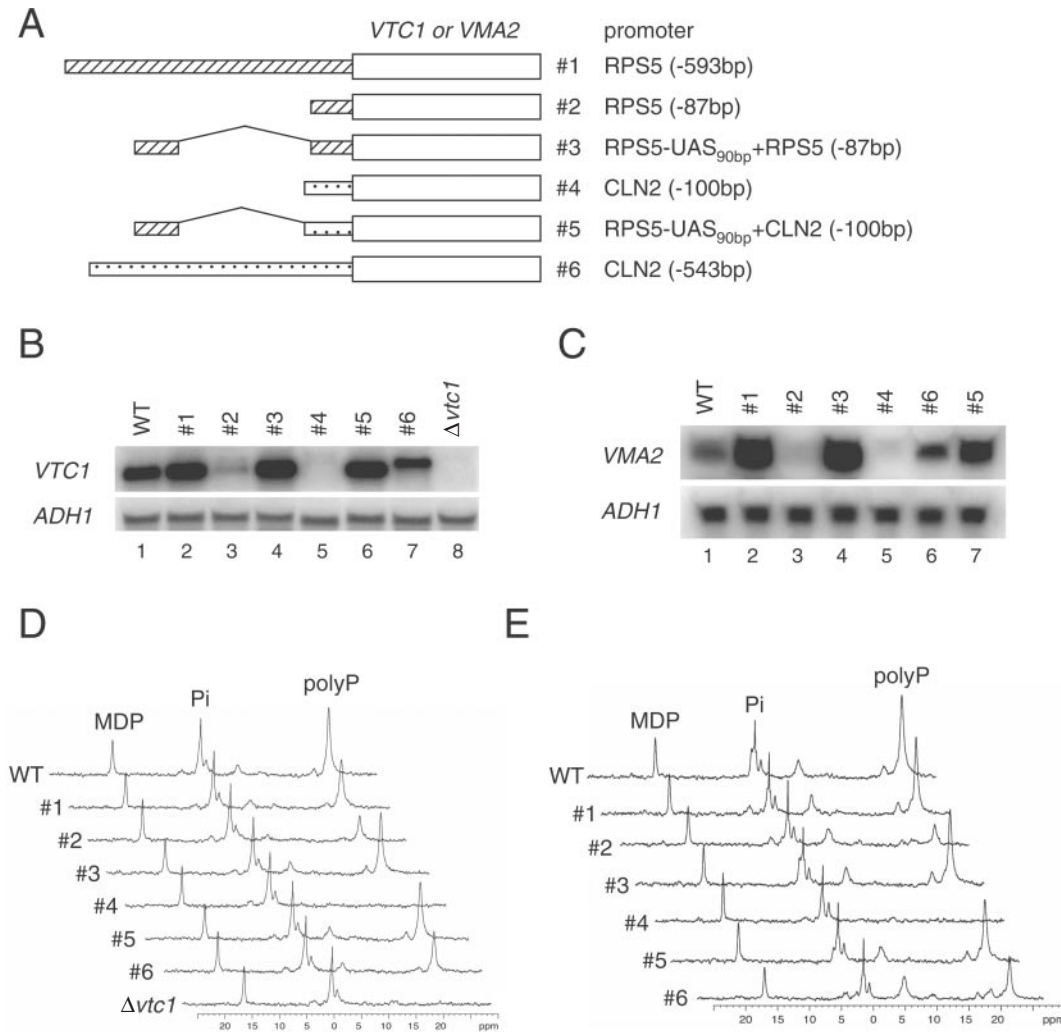 A
VTC1 or VMA2 promoter
#1 RPS5 (-593bp)
#2 RPS5 (-87bp)
#3 RPS5-UAS90bp+RPS5 (-87bp)
#4 CLN2 (-100bp)
#5 RPS5-UAS90bp+CLN2 (-100bp)
#6 CLN2 (-543bp)
B
WT #1 #2 #3 #4 #5 #6 Δvtc1
VTC1
ADH1
1 2 3 4 5 6 7 8
C
WT #1 #2 #3 #4 #6 #5
VMA2
ADH1
1 2 3 4 5 6 7
D
MDP Pi polyP
WT
#1
#2
#3
#4
#5
#6
Δvtc1
20 15 10 5 0 5 10 15 20 ppm
E
MDP Pi polyP
WT
#1
#2
#3
#4
#5
#6
20 15 10 5 0 5 10 15 20 ppm